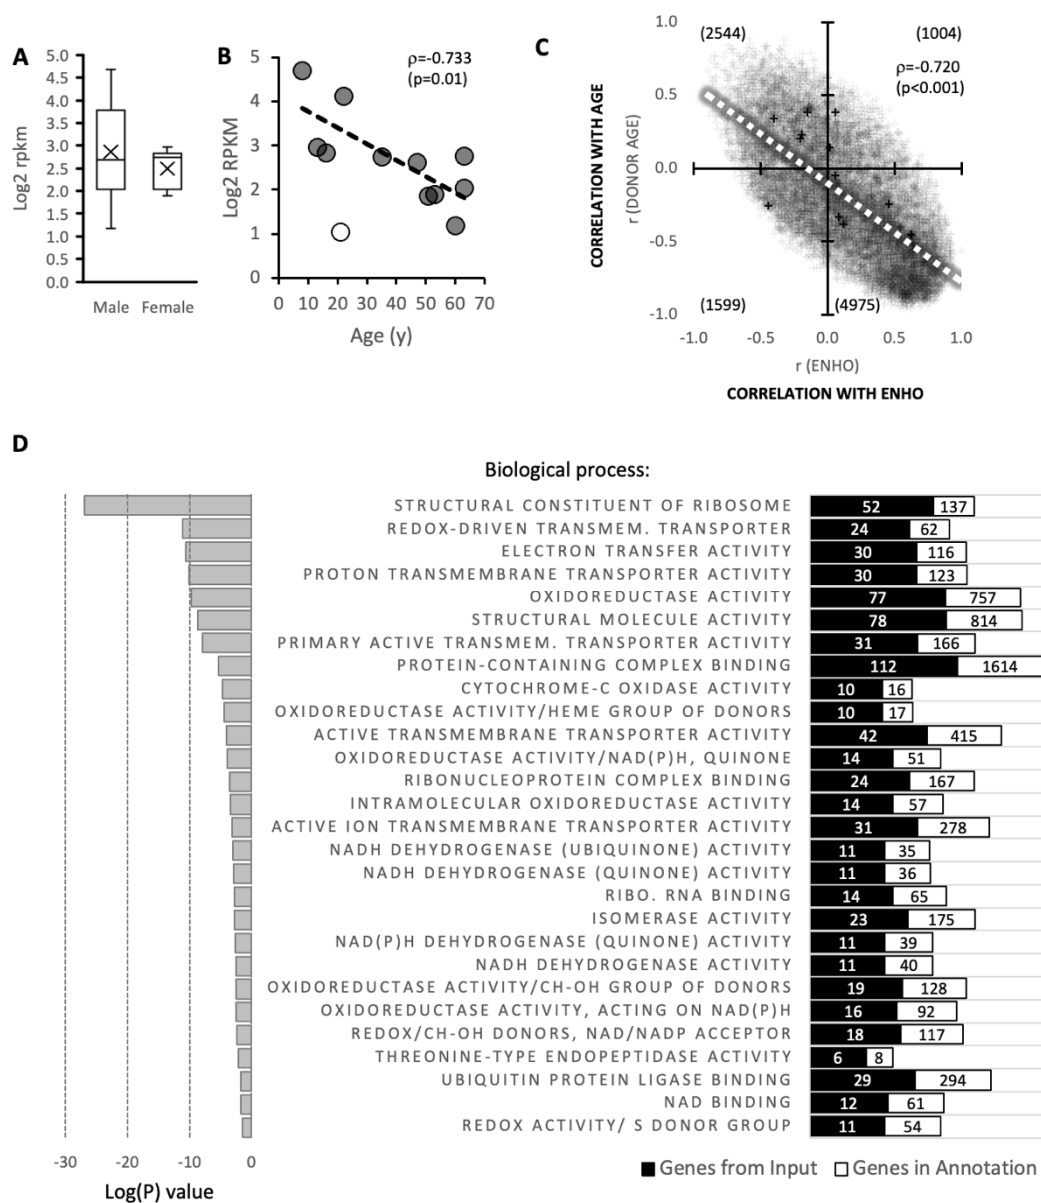 A
5.0
4.5
4.0
3.5
3.0
2.5
2.0
1.5
1.0
0.5
0.0
Log2 rpkm
Male Female
B
ρ=-0.733
(p=0.01)
5
4
3
2
1
0
Log2 RPKM
0 10 20 30 40 50 60 70
Age (y)
C
(2544) (1004)
ρ=-0.720
(p<0.001)
1.0
0.5
0.0
-0.5
-1.0
CORRELATION WITH AGE
r (DONOR AGE)
(1599) (4975)
-1.0 -0.5 0.0 0.5 1.0
r (ENHO)
CORRELATION WITH ENHO
D
Biological process:
STRUCTURAL CONSTITUENT OF RIBOSOME 52 137
REDOX-DRIVEN TRANSMEM. TRANSPORTER 24 62
ELECTRON TRANSFER ACTIVITY 30 116
PROTON TRANSMEMBRANE TRANSPORTER ACTIVITY 30 123
OXIDOREDUCTASE ACTIVITY 77 757
STRUCTURAL MOLECULE ACTIVITY 78 814
PRIMARY ACTIVE TRANSMEM. TRANSPORTER ACTIVITY 31 166
PROTEIN-CONTAINING COMPLEX BINDING 112 1614
CYTOCHROME-C OXIDASE ACTIVITY 10 16
OXIDOREDUCTASE ACTIVITY/HEME GROUP OF DONORS 10 17
ACTIVE TRANSMEMBRANE TRANSPORTER ACTIVITY 42 415
OXIDOREDUCTASE ACTIVITY/NAD(P)H, QUINONE 14 51
RIBONUCLEOPROTEIN COMPLEX BINDING 24 167
INTRAMOLECULAR OXIDOREDUCTASE ACTIVITY 14 57
ACTIVE ION TRANSMEMBRANE TRANSPORTER ACTIVITY 31 278
NADH DEHYDROGENASE (UBIQUINONE) ACTIVITY 11 35
NADH DEHYDROGENASE (QUINONE) ACTIVITY 11 36
RIBO. RNA BINDING 14 65
ISOMERASE ACTIVITY 23 175
NAD(P)H DEHYDROGENASE (QUINONE) ACTIVITY 11 39
NADH DEHYDROGENASE ACTIVITY 11 40
OXIDOREDUCTASE ACTIVITY/CH-OH GROUP OF DONORS 19 128
OXIDOREDUCTASE ACTIVITY, ACTING ON NAD(P)H 16 92
REDOX/CH-OH DONORS, NAD/NADP ACCEPTOR 18 117
THREONINE-TYPE ENDOPEPTIDASE ACTIVITY 6 8
UBIQUITIN PROTEIN LIGASE BINDING 29 294
NAD BINDING 12 61
REDOX ACTIVITY/ S DONOR GROUP 11 54
-30 -20 -10 0
Log(P) value
Genes from Input Genes in Annotation